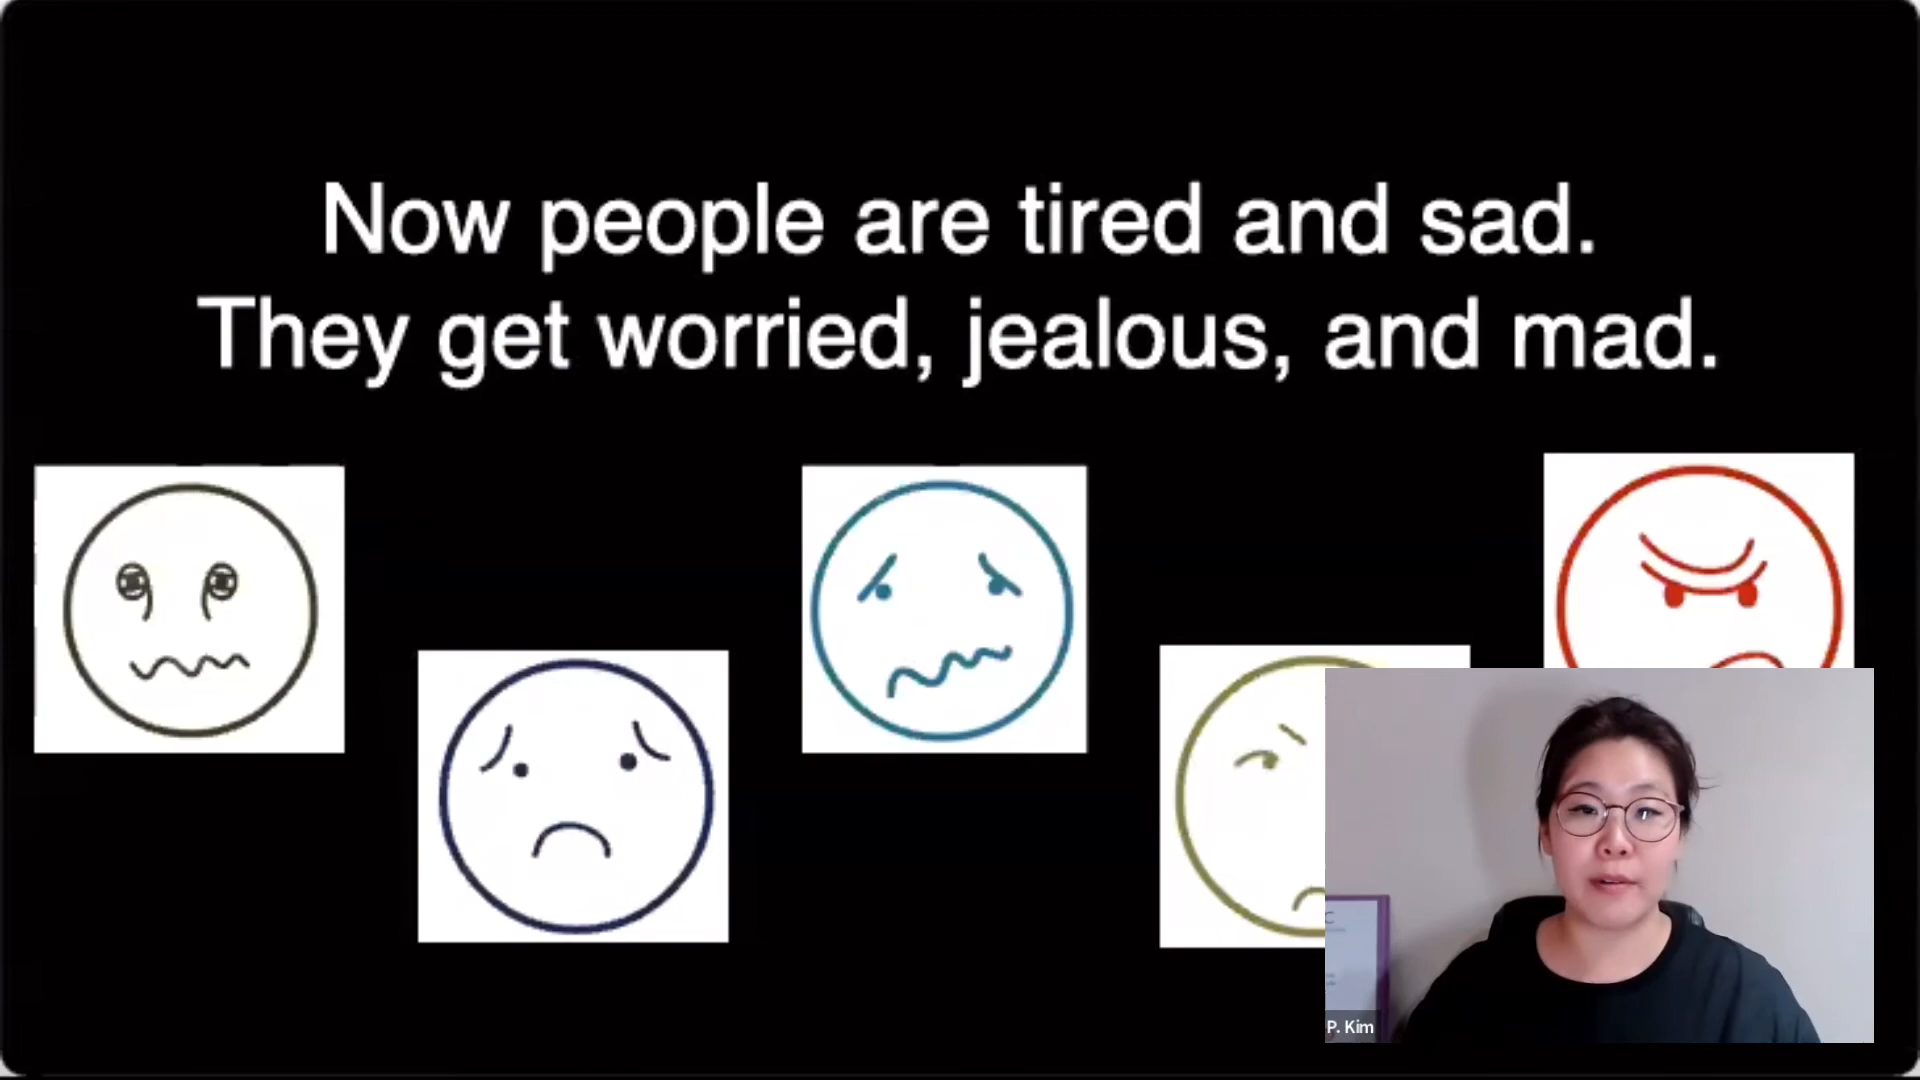 Now people are tired and sad.
They get worried, jealous, and mad.
P. Kim